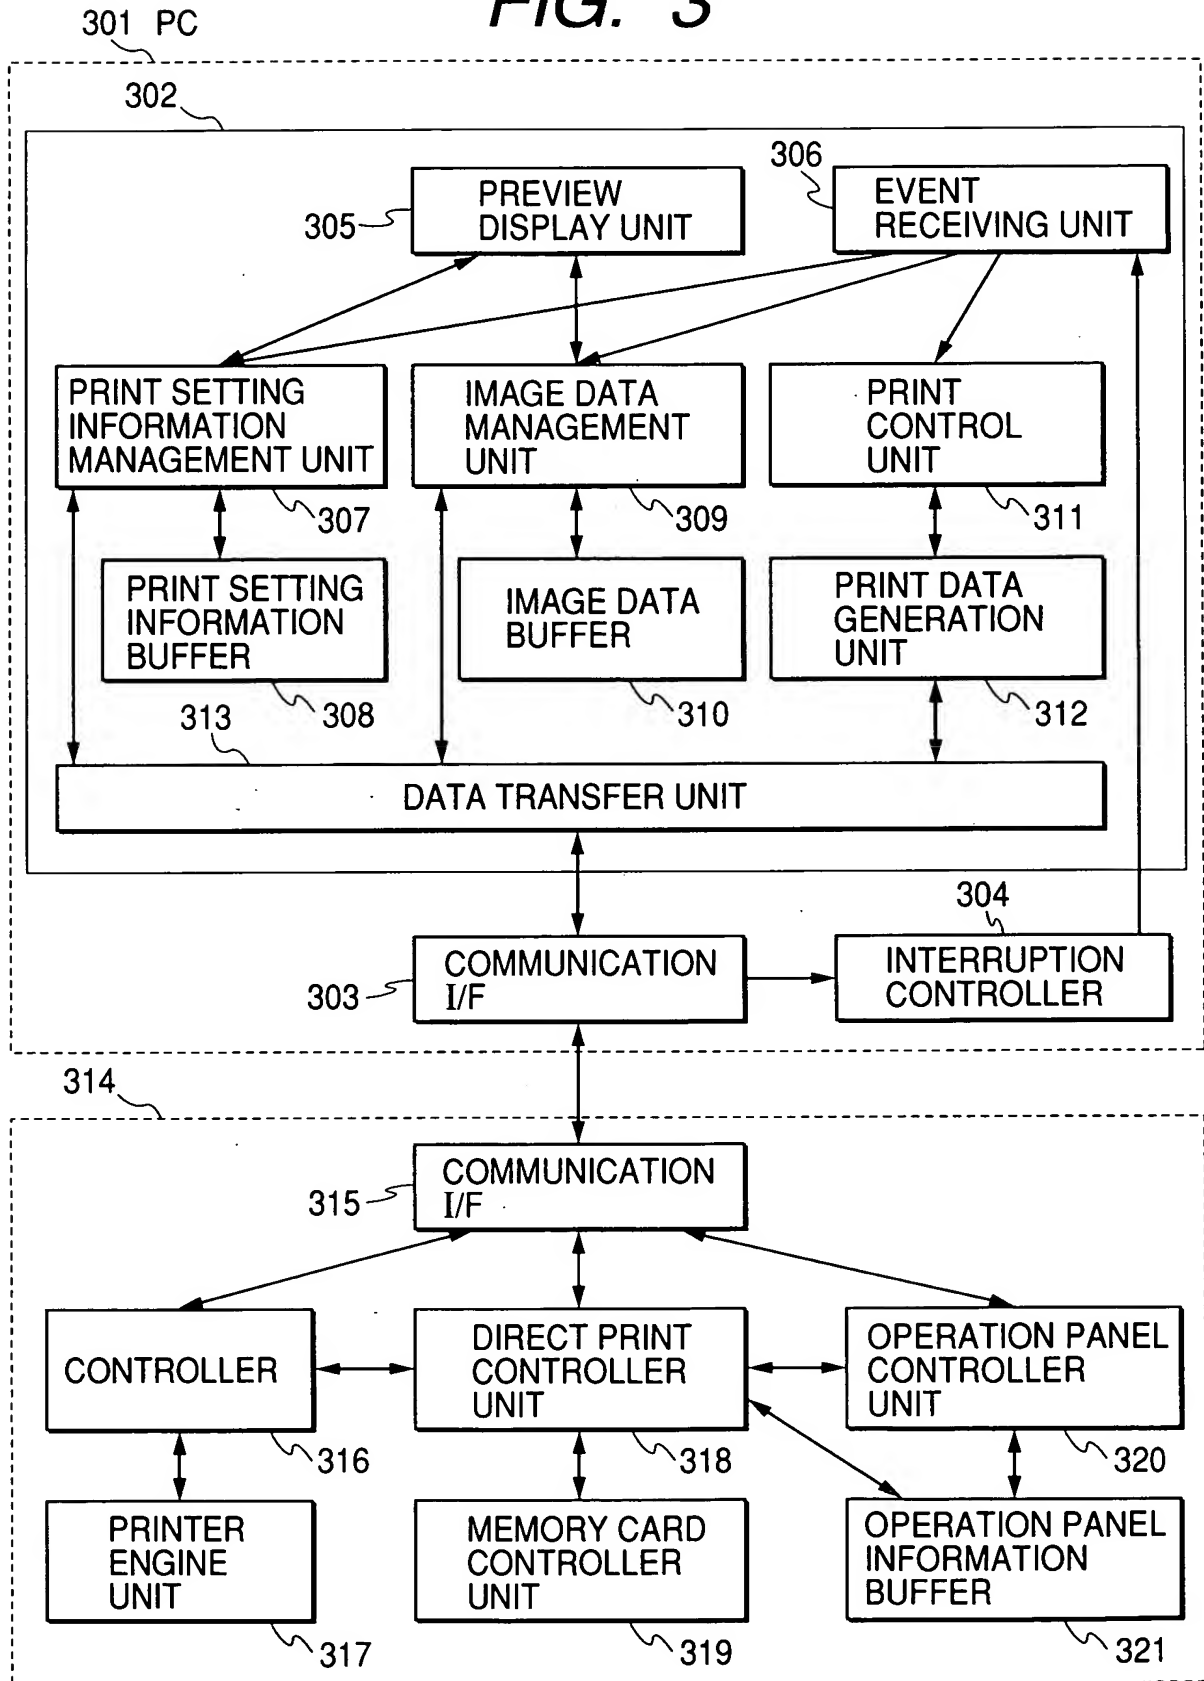 FIG. 3
301 PC
302
306
PREVIEW
DISPLAY UNIT
305
EVENT
RECEIVING UNIT
PRINT SETTING
INFORMATION
MANAGEMENT UNIT
307
IMAGE DATA
MANAGEMENT
UNIT
309
PRINT
CONTROL
UNIT
311
PRINT SETTING
INFORMATION
BUFFER
308
IMAGE DATA
BUFFER
310
PRINT DATA
GENERATION
UNIT
312
313
DATA TRANSFER UNIT
304
COMMUNICATION
I/F
303
INTERRUPTION
CONTROLLER
314
COMMUNICATION
I/F
315
CONTROLLER
316
DIRECT PRINT
CONTROLLER
UNIT
318
OPERATION PANEL
CONTROLLER
UNIT
320
PRINTER
ENGINE
UNIT
317
MEMORY CARD
CONTROLLER
UNIT
319
OPERATION PANEL
INFORMATION
BUFFER
321